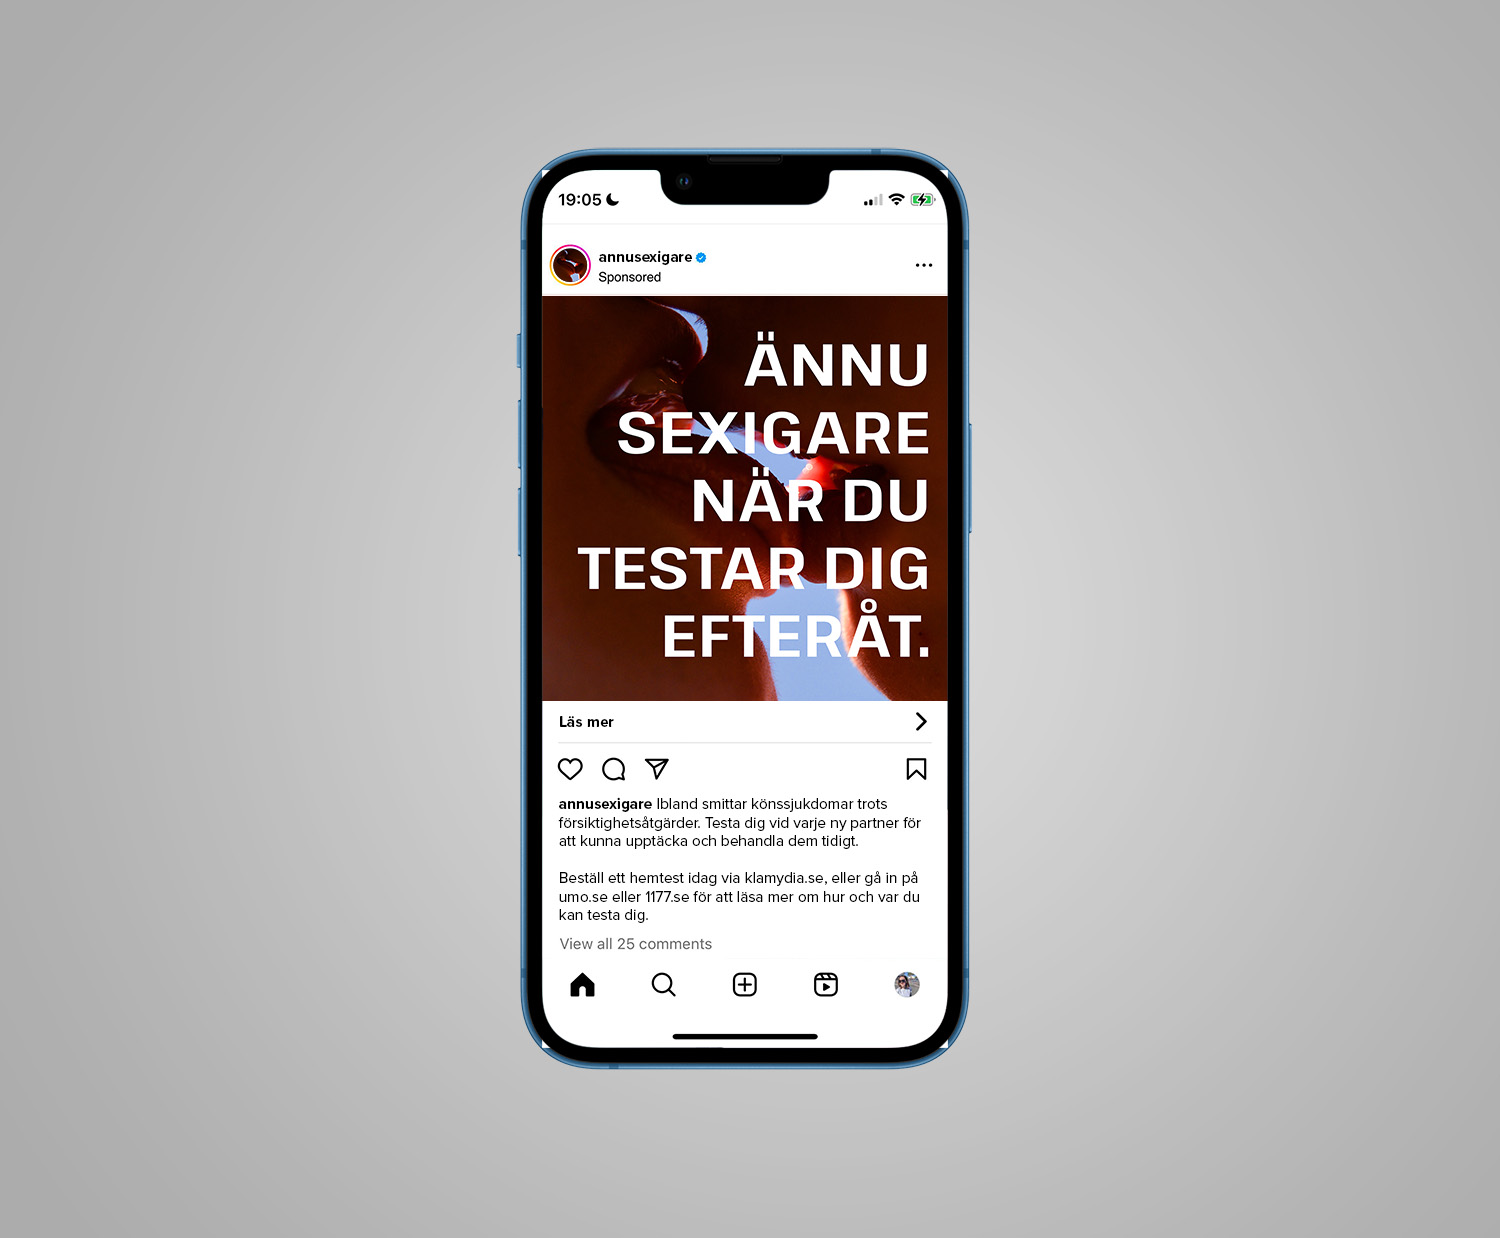 19:05
annusexigare
Sponsored
ÄNNU
SEXIGARE
NÄR DU
TESTAR DIG
EFTERÅT.
Läs mer
annusexigare Ibland smittar könssjukdomar trots
försiktighetsåtgärder. Testa dig vid varje ny partner för
att kunna upptäcka och behandla dem tidigt.
Beställ ett hemtest idag via klamydia.se, eller gå in på
umo.se eller 1177.se för att läsa mer om hur och var du
kan testa dig.
View all 25 comments